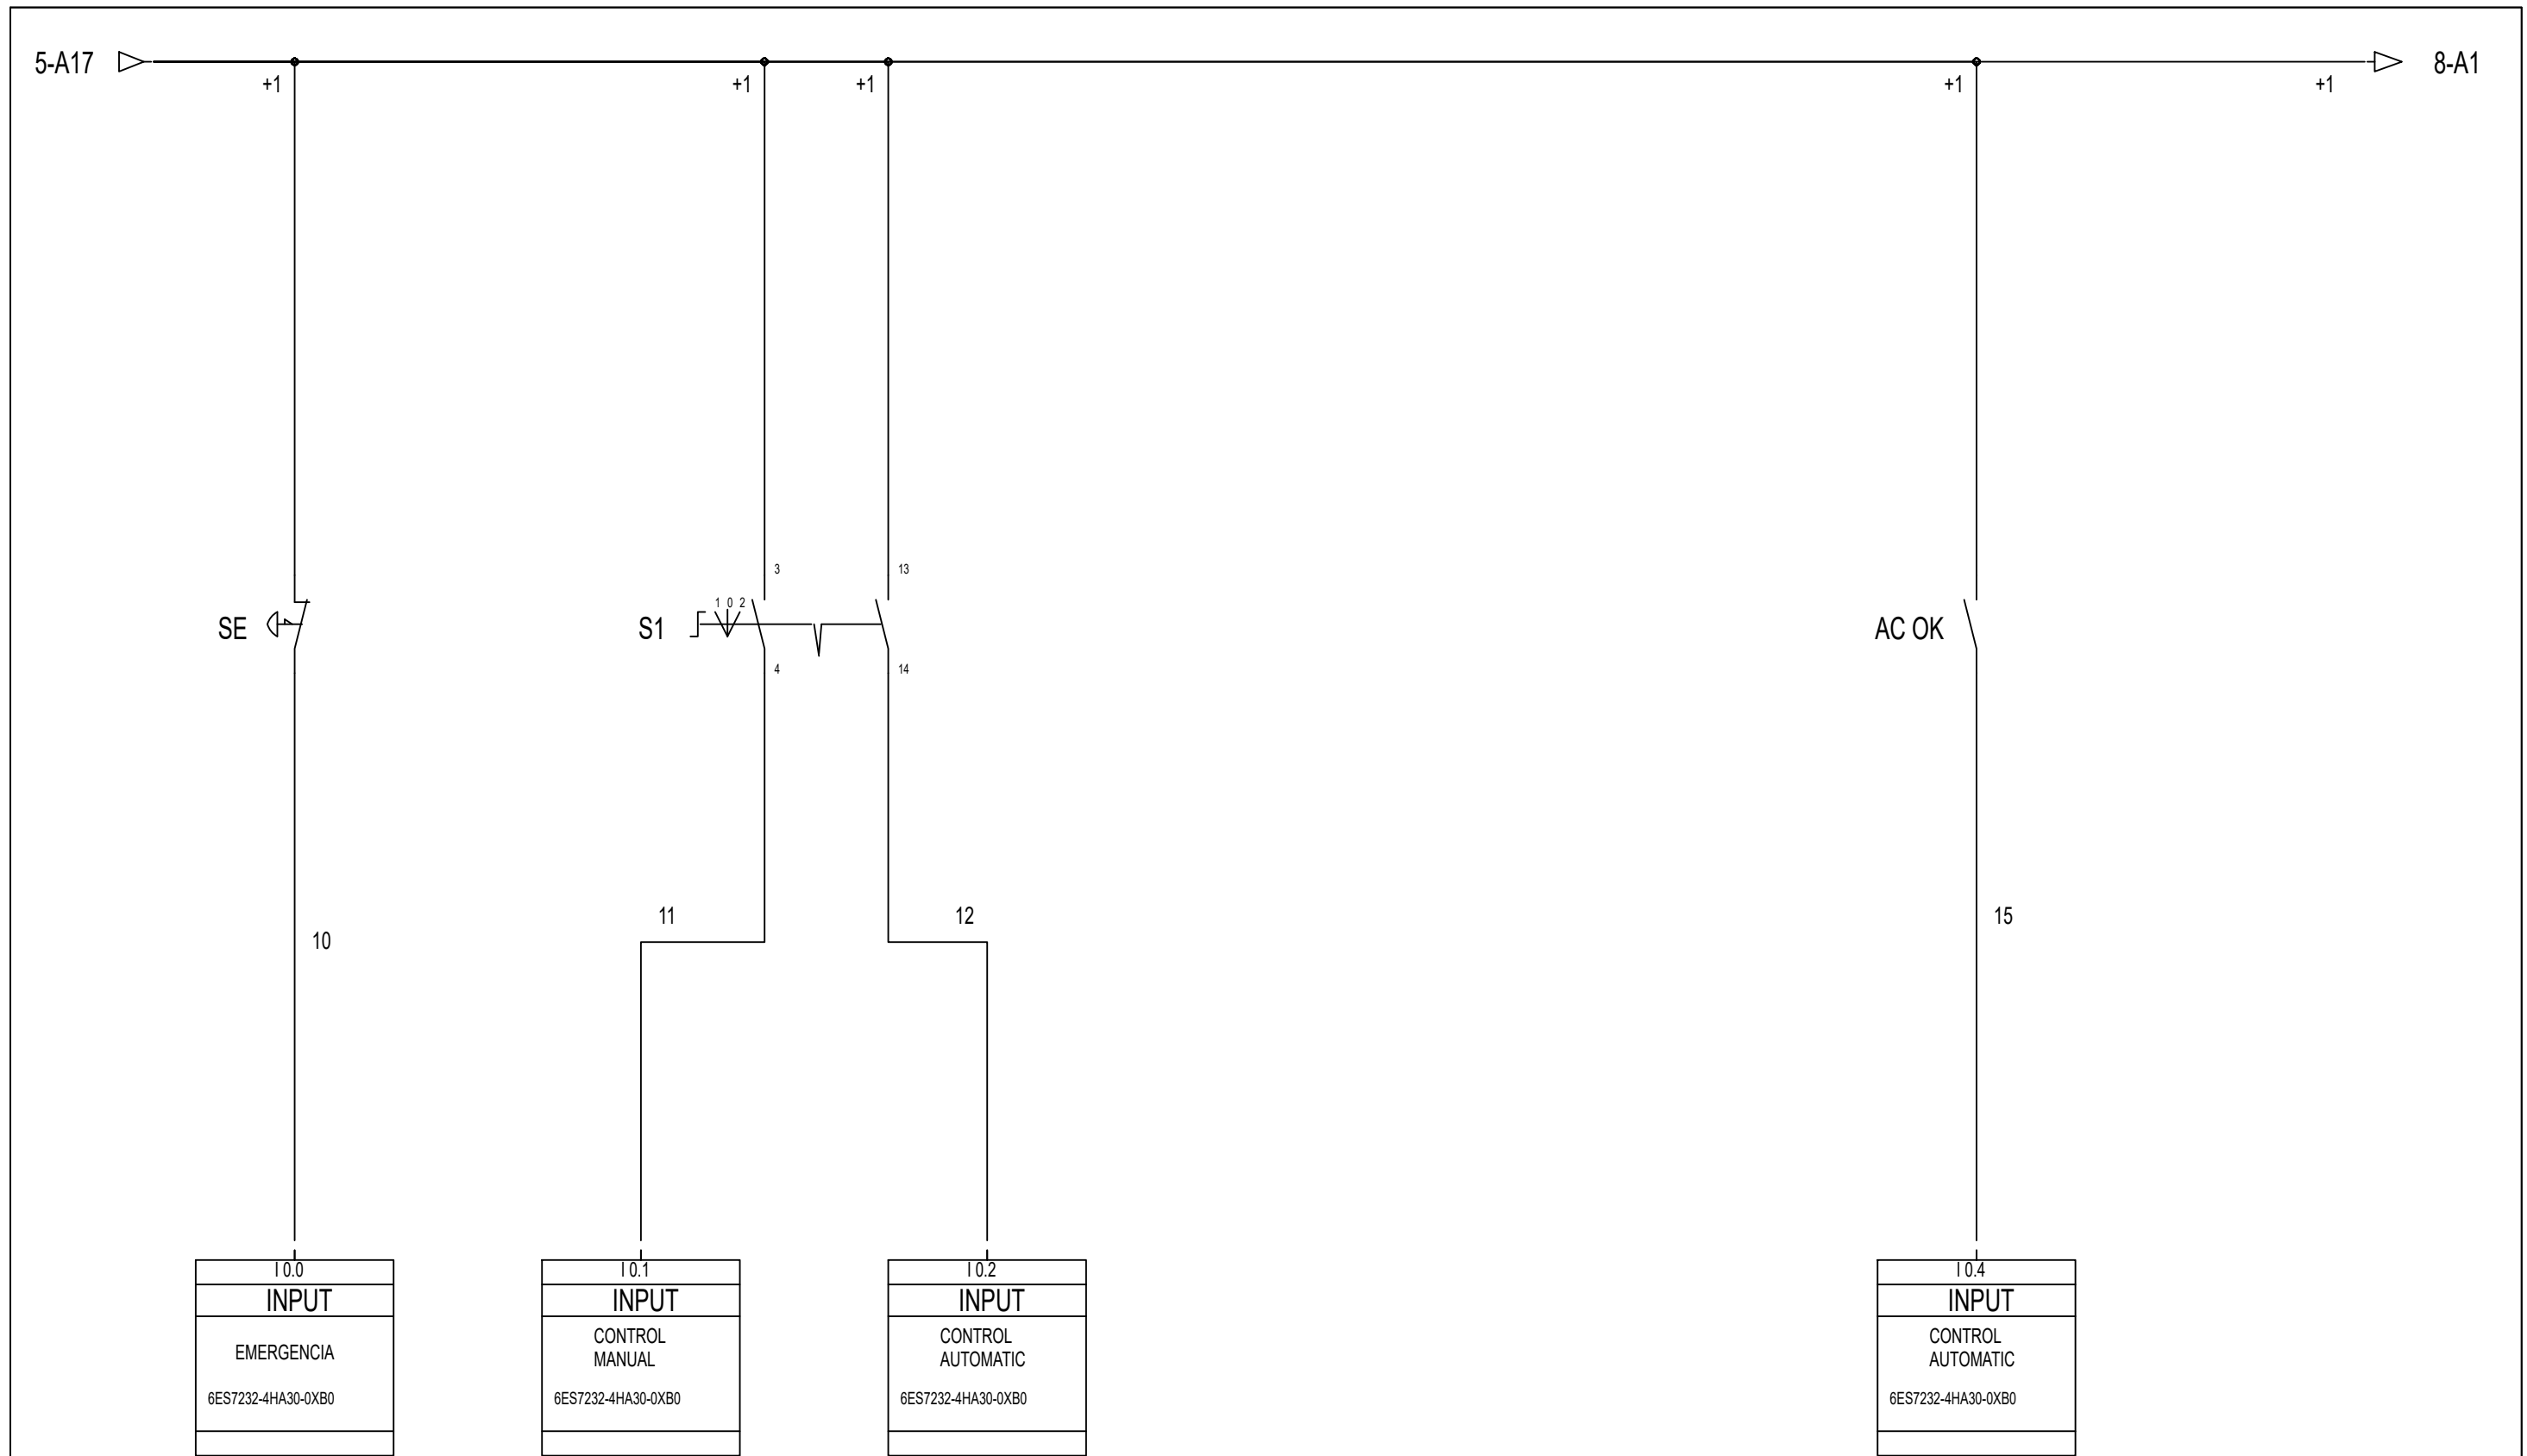 5-A17
8-A1
+1
+1
+1
+1
+1
3
13
1 0 2
SE
S1
AC OK
4
14
11
12
15
10
I 0.0
I 0.1
I 0.2
I 0.4
INPUT
INPUT
INPUT
INPUT
EMERGENCIA
CONTROL
MANUAL
CONTROL
AUTOMATIC
CONTROL
AUTOMATIC
6ES7232-4HA30-0XB0
6ES7232-4HA30-0XB0
6ES7232-4HA30-0XB0
6ES7232-4HA30-0XB0